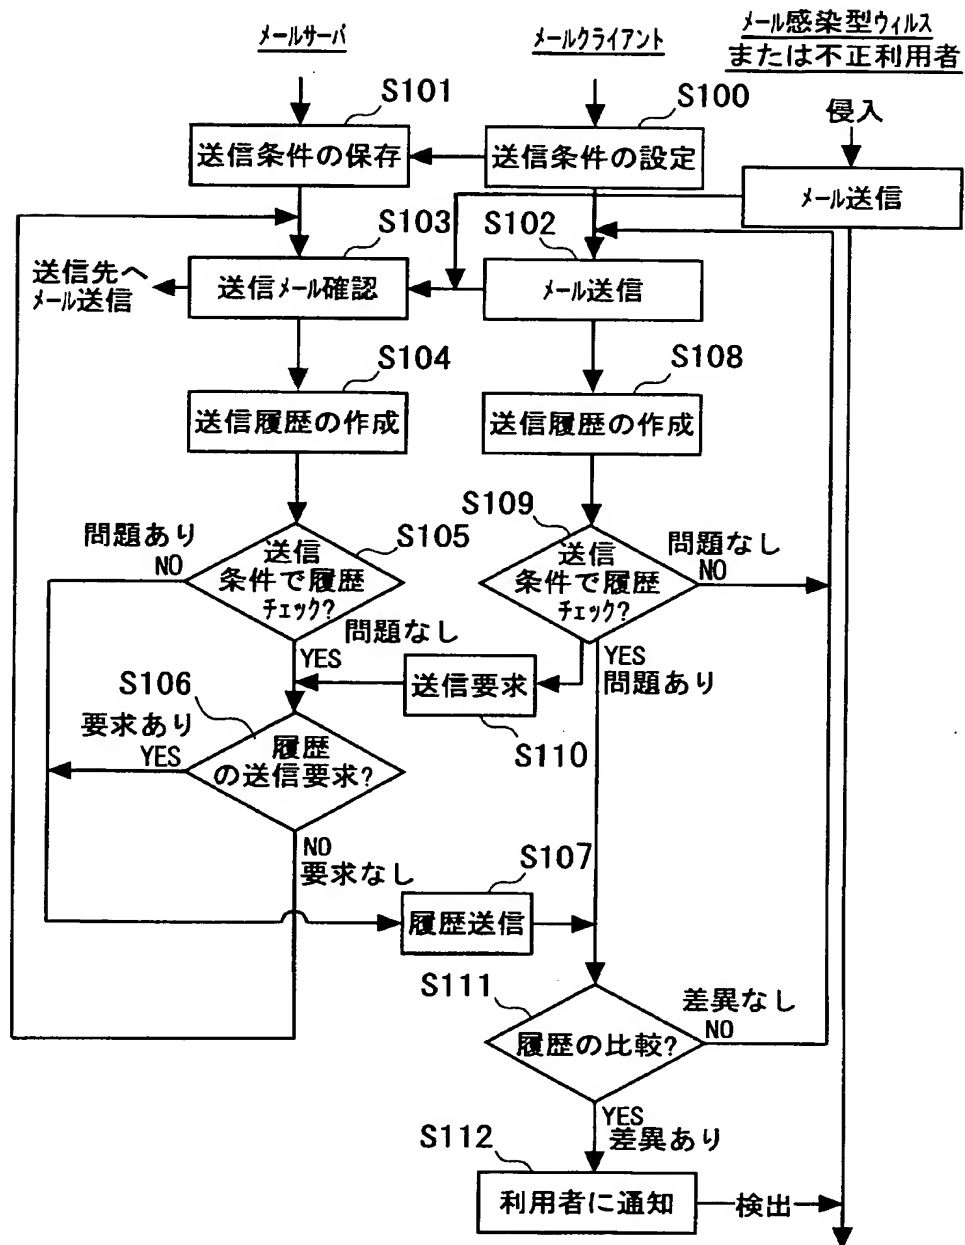 メールサーバ
メールクライアント
メール感染型ウィルス
または不正利用者
S101
S100
侵入
送信条件の保存
送信条件の設定
メール送信
S103
S102
送信先へ
メール送信
送信メール確認
メール送信
S104
S108
送信履歴の作成
送信履歴の作成
S109
問題あり
NO
送信
条件で履歴
チェック?
S105
送信
条件で履歴
チェック?
問題なし
NO
問題なし
YES
YES
問題あり
S106
送信要求
要求あり
YES
履歴
の送信要求?
S110
NO
要求なし
S107
履歴送信
S111
差異なし
NO
履歴の比較?
YES
差異あり
S112
利用者に通知
検出